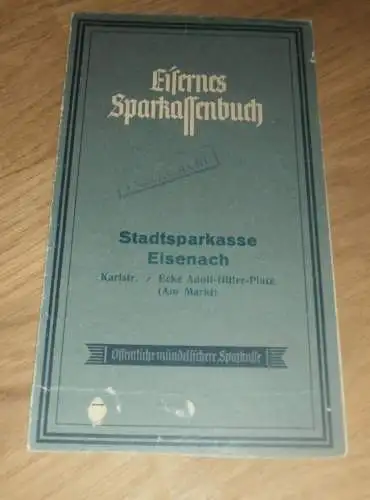 Eisernes
Sparkassenbuch
Stadtsparkasse
Eisenach
Karlstr. / Ecke Adolf-Hitler-Platz
(Am Markt)
Öffentliche mündelsichere Sparkasse